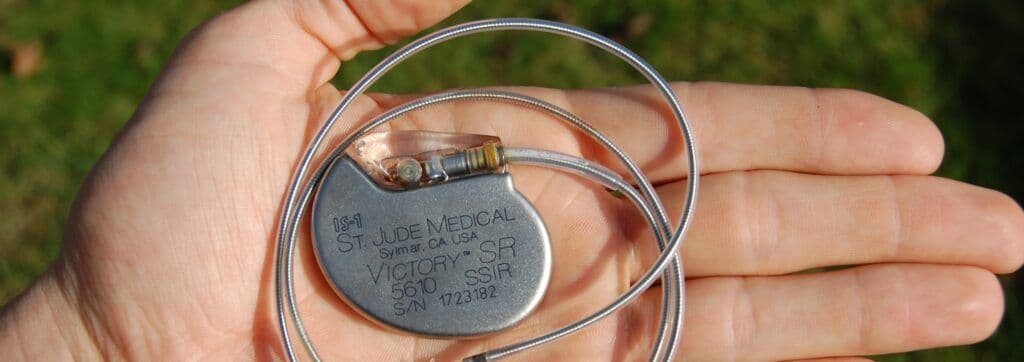 IS-1
ST. JUDE MEDICAL
Sylmar, CA USA
VICTORY™ SR
5610 SSIR
S/N 1723182